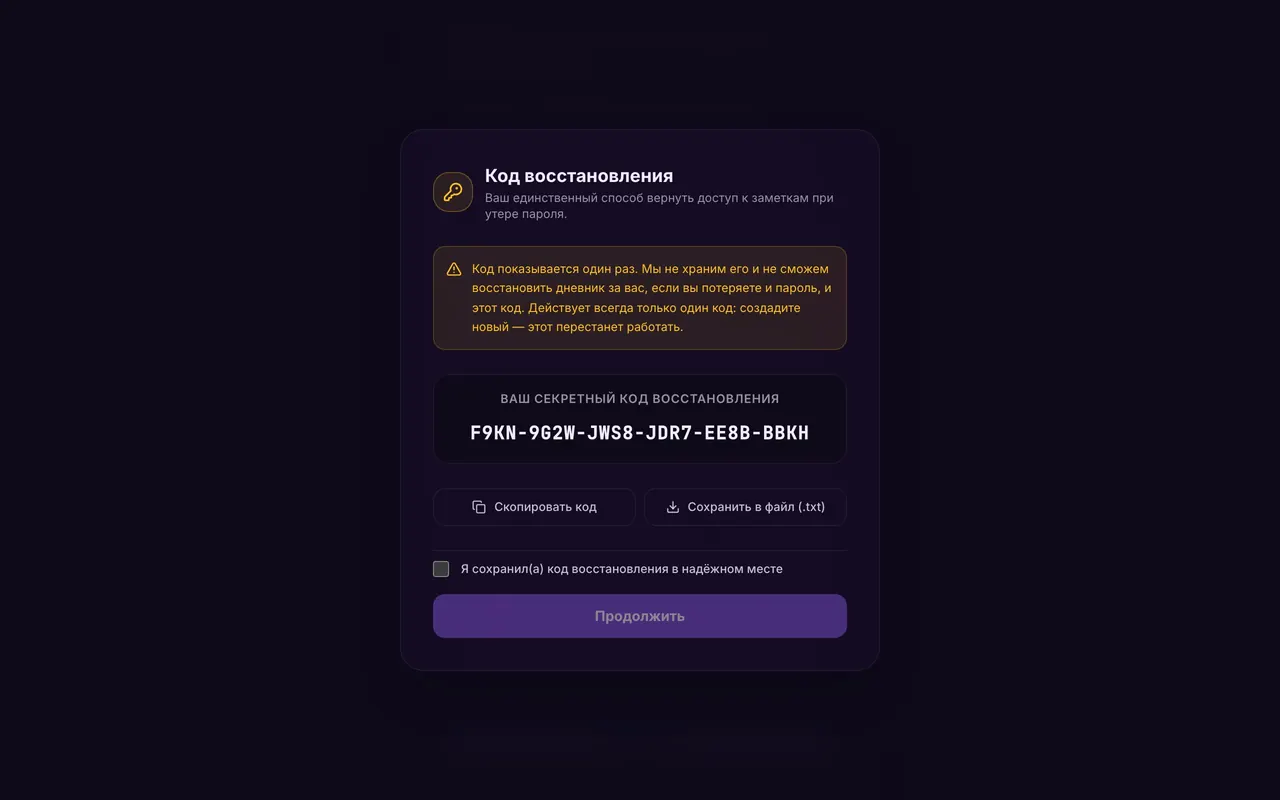 Код восстановления
Ваш единственный способ вернуть доступ к заметкам при
утере пароля.
Код показывается один раз. Мы не храним его и не сможем
восстановить дневник за вас, если вы потеряете и пароль, и
этот код. Действует всегда только один код: создадите
новый — этот перестанет работать.
ВАШ СЕКРЕТНЫЙ КОД ВОССТАНОВЛЕНИЯ
F9KN-9G2W-JWS8-JDR7-EE8B-BBKH
Скопировать код
Сохранить в файл (.txt)
Я сохранил(а) код восстановления в надёжном месте
Продолжить